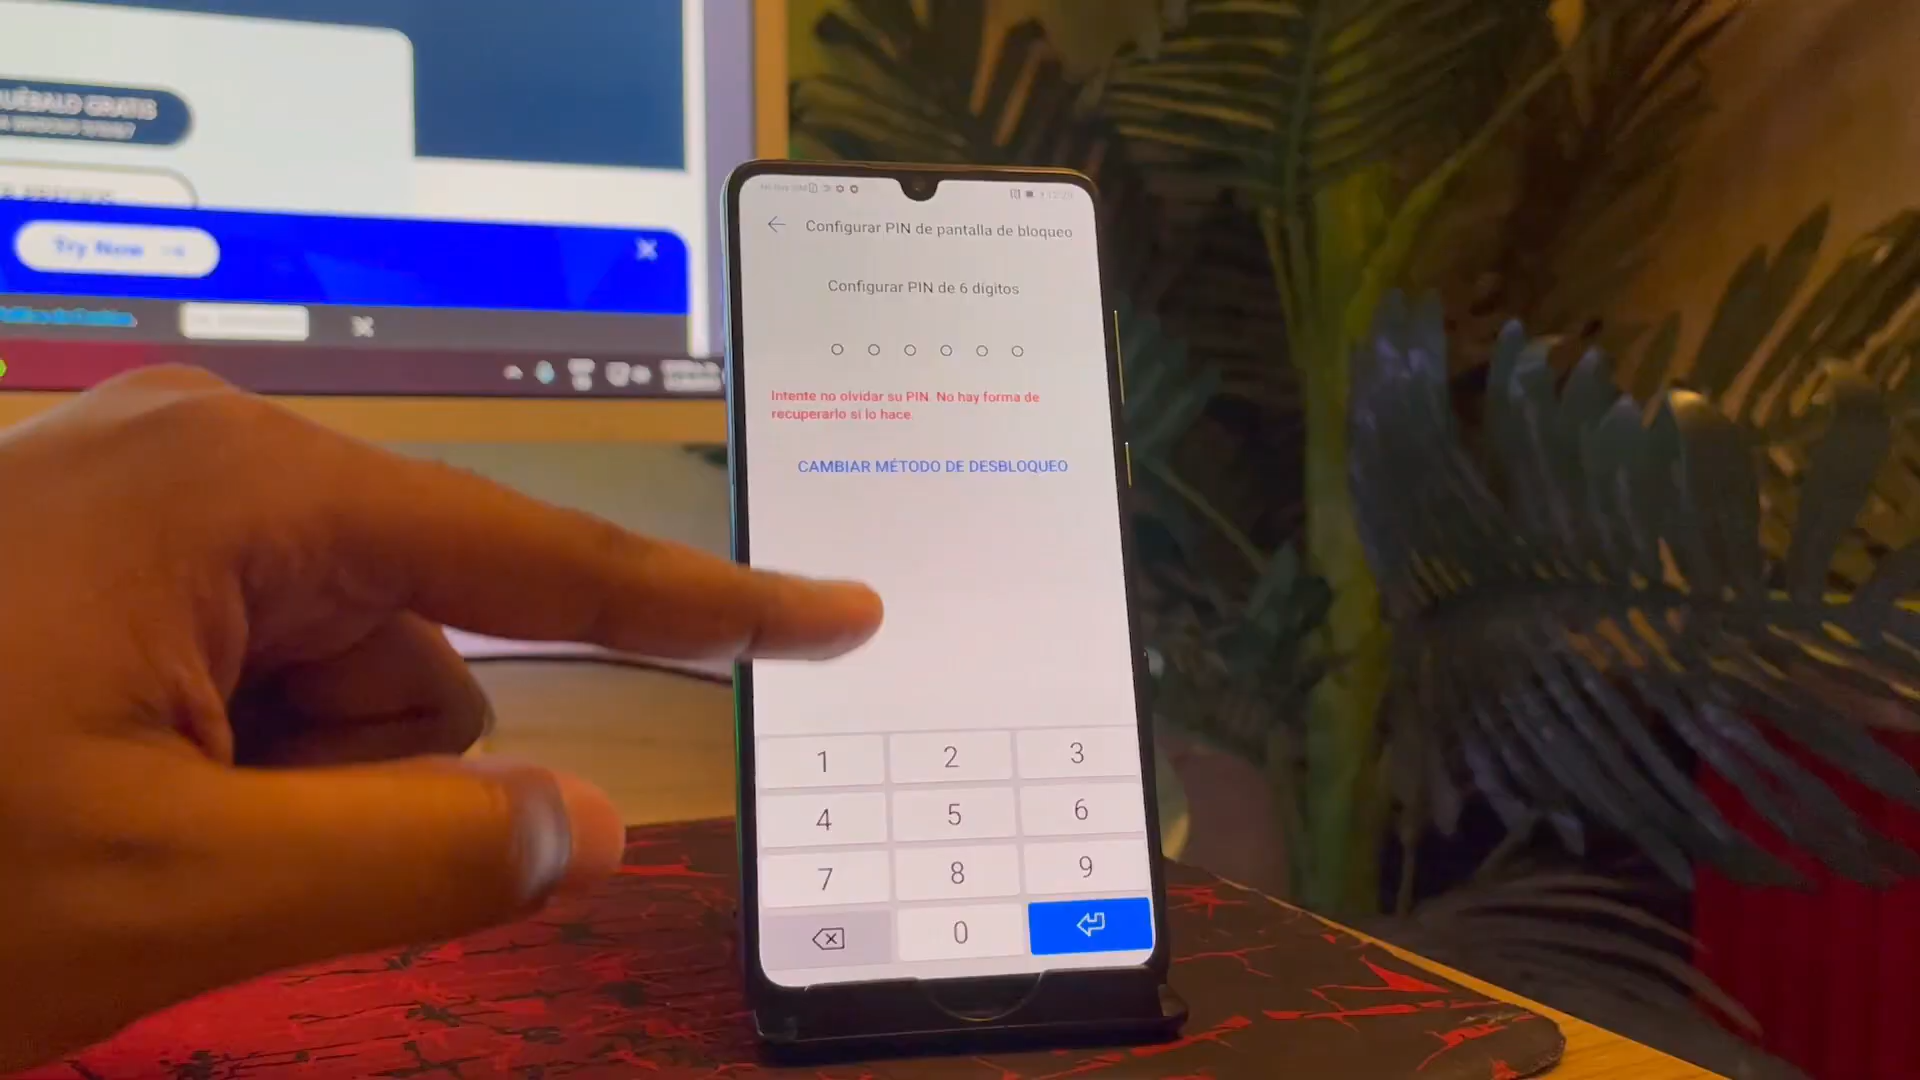 GRATIS
Try Now
Configurar PIN de pantalla de bloqueo
Configurar PIN de 6 dígitos
Intente no olvidar su PIN. No hay forma de
recuperarlo si lo hace.
CAMBIAR MÉTODO DE DESBLOQUEO
1 2 3
4 5 6
7 8 9
0